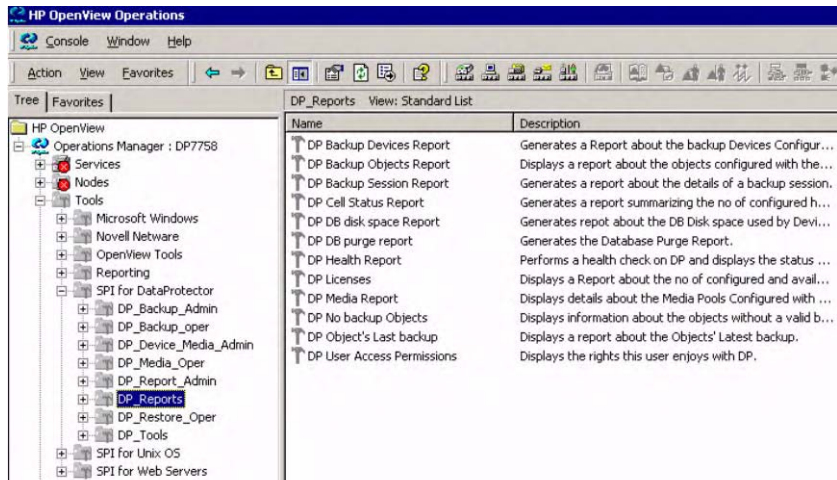 HP OpenView Operations
Console Window Help
Action View Favorites
Tree Favorites
DP_Reports View: Standard List
HP OpenView
Operations Manager : DP7758
Services
Nodes
Tools
Microsoft Windows
Novell Netware
OpenView Tools
Reporting
SPI for DataProtector
DP_Backup_Admin
DP_Backup_oper
DP_Device_Media_Admin
DP_Media_Oper
DP_Report_Admin
DP_Reports
DP_Restore_Oper
DP_Tools
SPI for Unix OS
SPI for Web Servers
Name Description
DP Backup Devices Report Generates a Report about the backup Devices Configur...
DP Backup Objects Report Displays a report about the objects configured with the...
DP Backup Session Report Generates a report about the details of a backup session.
DP Cell Status Report Generates a report summarizing the no of configured h...
DP DB disk space Report Generates repot about the DB Disk space used by Devi...
DP DB purge report Generates the Database Purge Report.
DP Health Report Performs a health check on DP and displays the status ...
DP Licenses Displays a Report about the no of configured and avail...
DP Media Report Displays details about the Media Pools Configured with ...
DP No backup Objects Displays information about the objects without a valid b...
DP Object's Last backup Displays a report about the Objects' Latest backup.
DP User Access Permissions Displays the rights this user enjoys with DP.